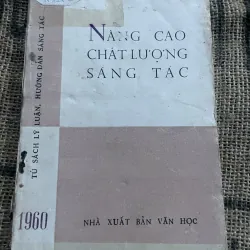 NÂNG CAO
CHẤT LƯỢNG
SÁNG TÁC
TỦ SÁCH LÝ LUẬN, HƯỚNG DẪN SÁNG TÁC
1960
NHÀ XUẤT BẢN VĂN HỌC